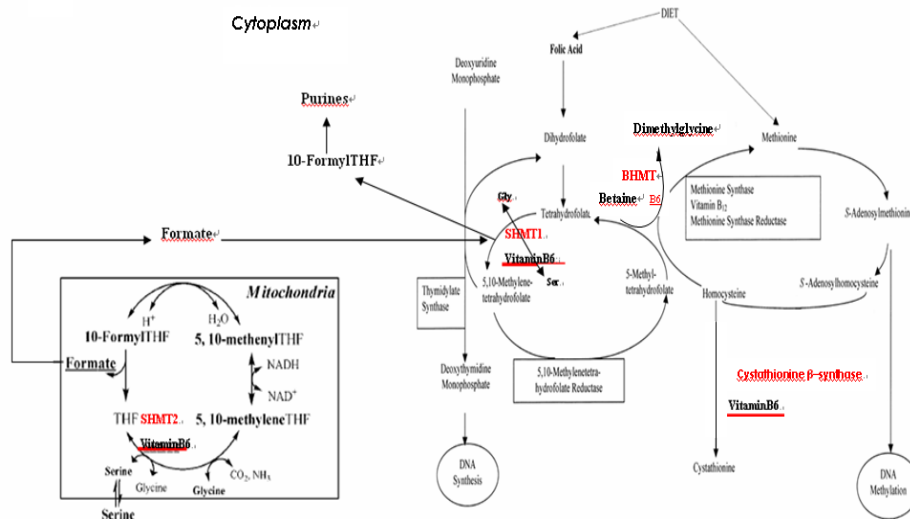 Cytoplasm
DIET
Folic Acid
Deoxyuridine
Monophosphate
Purines
Dihydrofolate
Dimethylglycine
Methionine
10-FormylTHF
BHMT
Betaine B6
Methionine Synthase
Vitamin B12
Methionine Synthase Reductase
Gly
Tetrahydrofolate
S-Adenosylmethionine
Formate
SHMT1
VitaminB6
Ser
5,10-Methylene-
tetrahydrofolate
5-Methyl-
tetrahydrofolate
Homocysteine
S-Adenosylhomocysteine
Thymidylate
Synthase
Mitochondria
H+
H2O
10-FormylTHF
5, 10-methenylTHF
Formate
NADH
NAD+
Deoxythymidine
Monophosphate
5,10-Methylenetetra-
hydrofolate Reductase
Cystathionine β-synthase
VitaminB6
THF SHMT2
5, 10-methyleneTHF
VitaminB6
Serine
Glycine
Glycine
CO2, NH3
Serine
DNA
Synthesis
Cystathionine
DNA
Methylation